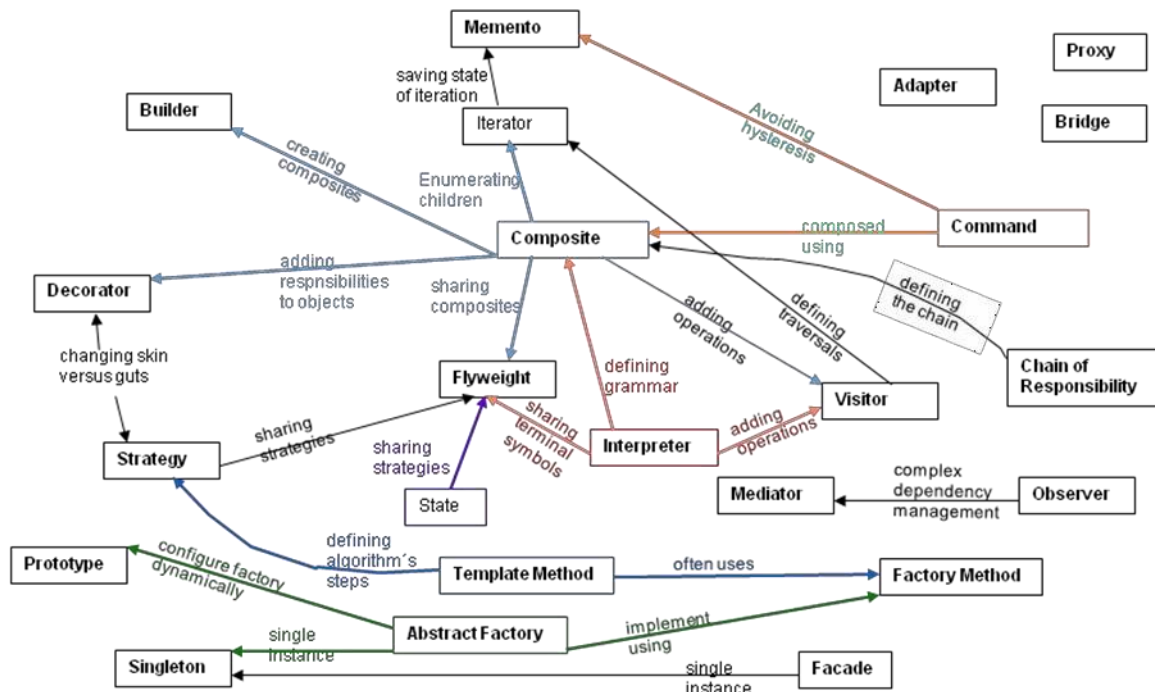 Memento
Proxy
Adapter
saving state
of iteration
Builder
Iterator
Avoiding
hysteresis
Bridge
creating
composites
Enumerating
children
Composite
composed
using
Command
adding
respnsibilities
to objects
sharing
composites
Decorator
adding
operations
defining
traversals
defining
the chain
changing skin
versus guts
Flyweight
defining
grammar
Visitor
Chain of
Responsibility
sharing
strategies
sharing
terminal
symbols
adding
operations
Strategy
sharing
strategies
Interpreter
State
Mediator
complex
dependency
management
Observer
Prototype
configure factory
dynamically
defining
algorithm´s
steps
Template Method
often uses
Factory Method
Abstract Factory
implement
using
single
instance
Singleton
single
instance
Facade